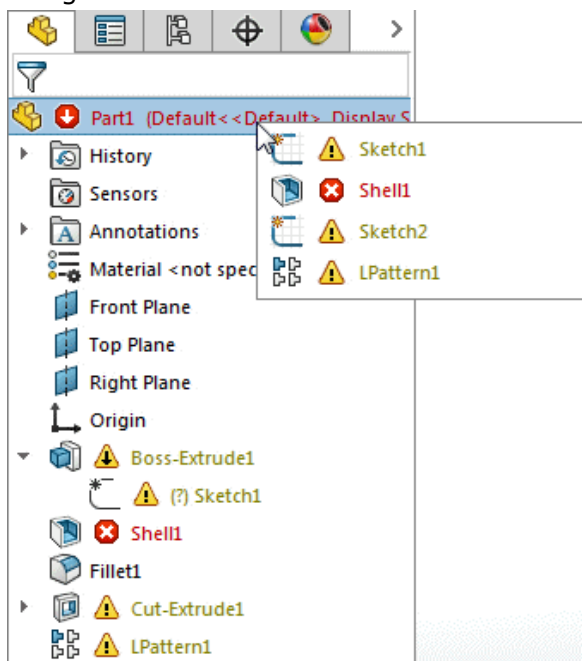 Part1 (Default<<Default>_Display S
Sketch1
Shell1
Sketch2
LPattern1
History
Sensors
Annotations
Material <not spec
Front Plane
Top Plane
Right Plane
Origin
Boss-Extrude1
(?) Sketch1
Shell1
Fillet1
Cut-Extrude1
LPattern1